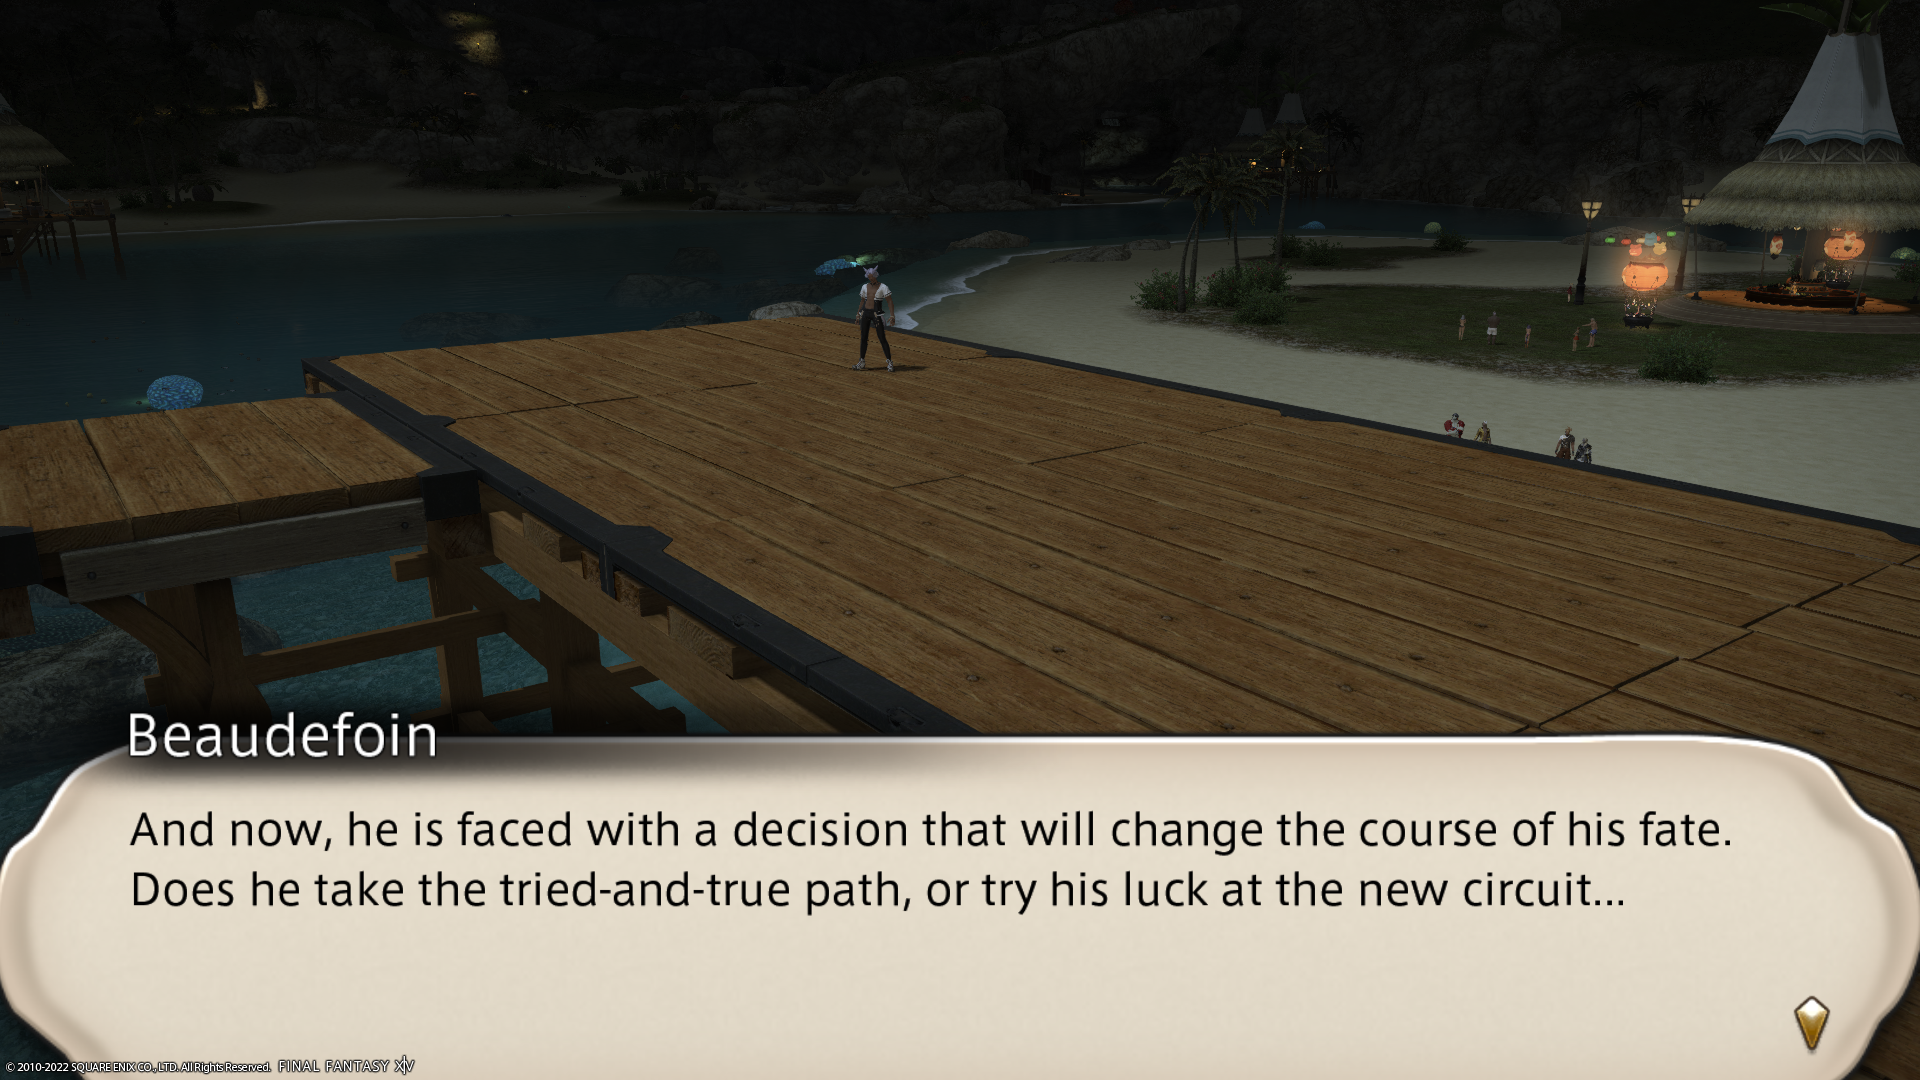 Beaudefoin
And now, he is faced with a decision that will change the course of his fate.
Does he take the tried-and-true path, or try his luck at the new circuit...
© 2010-2022 SQUARE ENIX CO., LTD. All Rights Reserved. FINAL FANTASY XIV